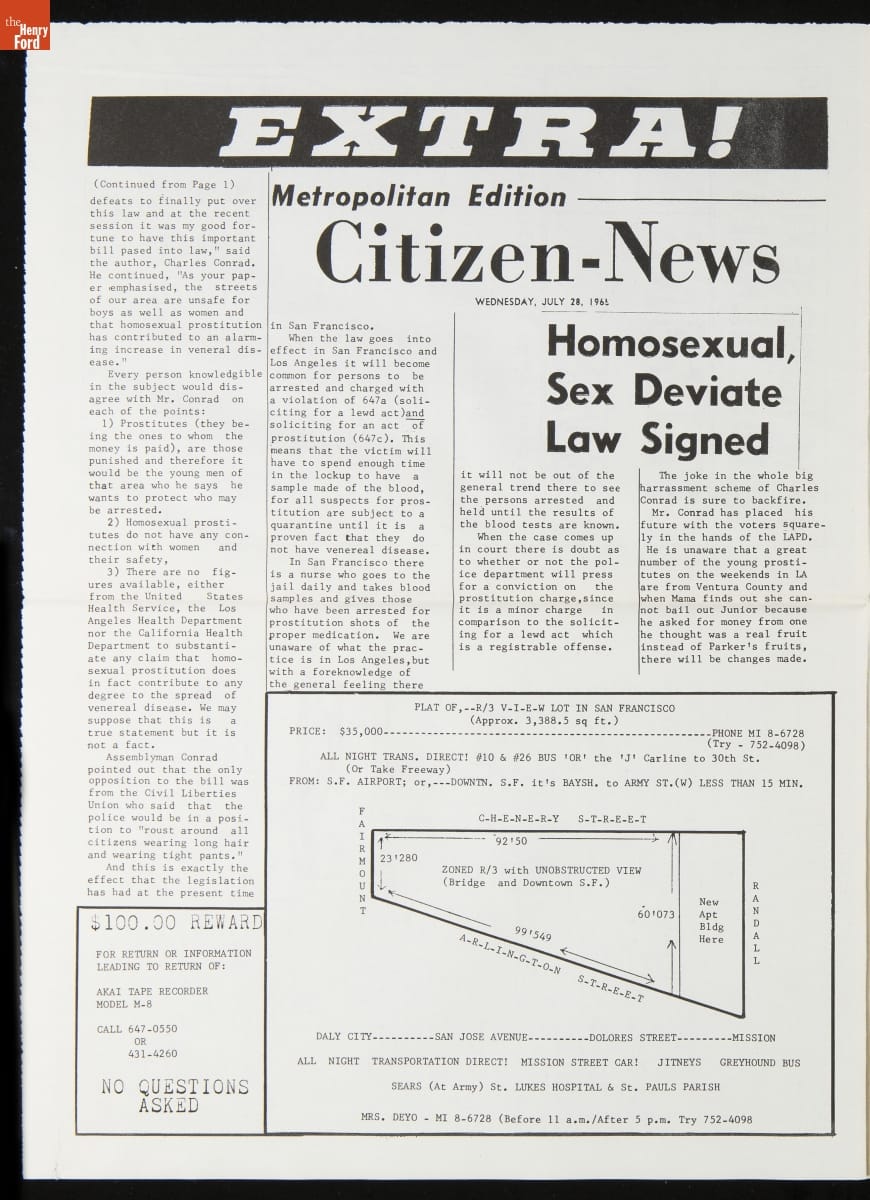 the
Henry
Ford
EXTRA!
(Continued from Page 1)
defeats to finally put over
this law and at the recent
session it was my good for-
tune to have this important
bill pased into law," said
the author, Charles Conrad.
He continued, "As your pap-
er emphasised, the streets
of our area are unsafe for
boys as well as women and
that homosexual prostitution
has contributed to an alarm-
ing increase in veneral dis-
ease."
Every person knowledgible
in the subject would dis-
agree with Mr. Conrad on
each of the points:
1) Prostitutes (they be-
ing the ones to whom the
money is paid), are those
punished and therefore it
would be the young men of
that area who he says he
wants to protect who may
be arrested.
2) Homosexual prosti-
tutes do not have any con-
nection with women and
their safety,
3) There are no fig-
ures available, either
from the United States
Health Service, the Los
Angeles Health Department
nor the California Health
Department to substanti-
ate any claim that homo-
sexual prostitution does
in fact contribute to any
degree to the spread of
venereal disease. We may
suppose that this is a
true statement but it is
not a fact.
Assemblyman Conrad
pointed out that the only
opposition to the bill was
from the Civil Liberties
Union who said that the
police would be in a posi-
tion to "roust around all
citizens wearing long hair
and wearing tight pants."
And this is exactly the
effect that the legislation
has had at the present time
Metropolitan Edition
Citizen-News
WEDNESDAY, JULY 28, 1965
Homosexual,
Sex Deviate
Law Signed
in San Francisco.
When the law goes into
effect in San Francisco and
Los Angeles it will become
common for persons to be
arrested and charged with
a violation of 647a (soli-
citing for a lewd act)and
soliciting for an act of
prostitution (647c). This
means that the victim will
have to spend enough time
in the lockup to have a
sample made of the blood,
for all suspects for pros-
titution are subject to a
quarantine until it is a
proven fact that they do
not have venereal disease.
In San Francisco there
is a nurse who goes to the
jail daily and takes blood
samples and gives those
who have been arrested for
prostitution shots of the
proper medication. We are
unaware of what the prac-
tice is in Los Angeles,but
with a foreknowledge of
the general feeling there
it will not be out of the
general trend there to see
the persons arrested and
held until the results of
the blood tests are known.
When the case comes up
in court there is doubt as
to whether or not the pol-
ice department will press
for a conviction on the
prostitution charge,since
it is a minor charge in
comparison to the solicit-
ing for a lewd act which
is a registrable offense.
The joke in the whole big
harrassment scheme of Charles
Conrad is sure to backfire.
Mr. Conrad has placed his
future with the voters square-
ly in the hands of the LAPD.
He is unaware that a great
number of the young prosti-
tutes on the weekends in LA
are from Ventura County and
when Mama finds out she can-
not bail out Junior because
he asked for money from one
he thought was a real fruit
instead of Parker's fruits,
there will be changes made.
$100.00 REWARD
FOR RETURN OR INFORMATION
LEADING TO RETURN OF:
AKAI TAPE RECORDER
MODEL M-8
CALL 647-0550
OR
431-4260
NO QUESTIONS
ASKED
PLAT OF,--R/3 V-I-E-W LOT IN SAN FRANCISCO
(Approx. 3,388.5 sq ft.)
PRICE: $35,000---PHONE MI 8-6728
(Try - 752-4098)
ALL NIGHT TRANS. DIRECT! #10 & #26 BUS 'OR' the 'J' Carline to 30th St.
(Or Take Freeway)
FROM: S.F. AIRPORT; or,---DOWNTN. S.F. it's BAYSH. to ARMY ST.(W) LESS THAN 15 MIN.
FAIRMOUNT
C-H-E-N-E-R-Y S-T-R-E-E-T
92'50
23'280
ZONED R/3 with UNOBSTRUCTED VIEW
(Bridge and Downtown S.F.)
60'073
New
Apt
Bldg
Here
RANDALL
99'549
A-R-L-I-N-G-T-O-N S-T-R-E-E-T
DALY CITY----------SAN JOSE AVENUE----------DOLORES STREET---------MISSION
ALL NIGHT TRANSPORTATION DIRECT! MISSION STREET CAR! JITNEYS GREYHOUND BUS
SEARS (At Army) St. LUKES HOSPITAL & St. PAULS PARISH
MRS. DEYO - MI 8-6728 (Before 11 a.m./After 5 p.m. Try 752-4098